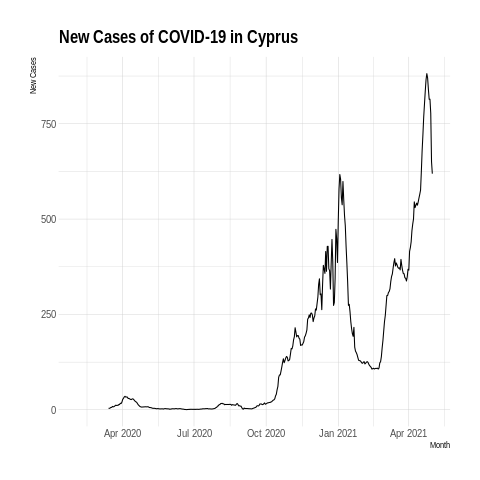 New Cases of COVID-19 in Cyprus
New Cases
750
500
250
0
Apr 2020 Jul 2020 Oct 2020 Jan 2021 Apr 2021
Month